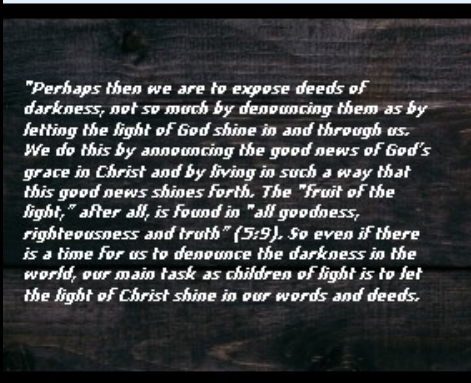 "Perhaps then we are to expose deeds of
darkness, not so much by denouncing them as by
letting the light of God shine in and through us.
We do this by announcing the good news of God's
grace in Christ and by living in such a way that
this good news shines forth. The "fruit of the
light," after all, is found in "all goodness,
righteousness and truth" (5:9). So even if there
is a time for us to denounce the darkness in the
world, our main task as children of light is to let
the light of Christ shine in our words and deeds.